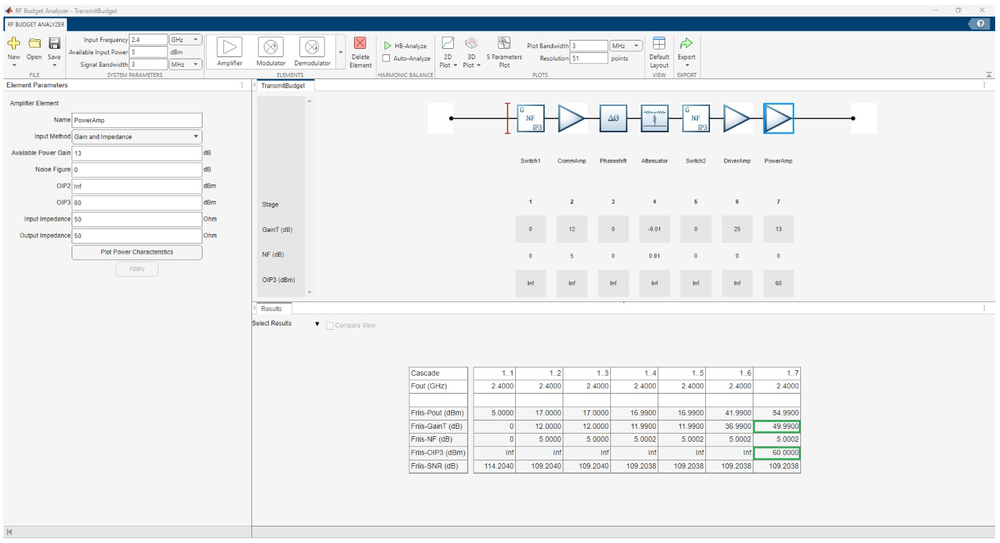 RF Budget Analyzer - TransmitBudget
RF BUDGET ANALYZER
New
Open
Save
FILE
Input Frequency 2.4 GHz
Available Input Power 5 dBm
Signal Bandwidth 3 MHz
SYSTEM PARAMETERS
Amplifier
Modulator
Demodulator
ELEMENTS
Delete
Element
HB-Analyze
Auto-Analyze
HARMONIC BALANCE
2D
Plot
3D
Plot
S Parameters
Plot
Plot Bandwidth 3 MHz
Resolution 51 points
PLOTS
Default
Layout
VIEW
Export
EXPORT
Element Parameters
Amplifier Element
Name PowerAmp
Input Method Gain and Impedance
Available Power Gain 13 dB
Noise Figure 0 dB
OIP2 Inf dBm
OIP3 60 dBm
Input Impedance 50 Ohm
Output Impedance 50 Ohm
Plot Power Characteristics
Apply
TransmitBudget
G
NF
IP3
ΔØ
G
NF
IP3
Switch1 CommAmp Phaseshift Attenuator Switch2 DriverAmp PowerAmp
Stage 1 2 3 4 5 6 7
GainT (dB) 0 12 0 -0.01 0 25 13
NF (dB) 0 5 0 0.01 0 0 0
OIP3 (dBm) Inf Inf Inf Inf Inf Inf 60
Results
Select Results
Compare View
Cascade 1..1 1..2 1..3 1..4 1..5 1..6 1..7
Fout (GHz) 2.4000 2.4000 2.4000 2.4000 2.4000 2.4000 2.4000
Friis-Pout (dBm) 5.0000 17.0000 17.0000 16.9900 16.9900 41.9900 54.9900
Friis-GainT (dB) 0 12.0000 12.0000 11.9900 11.9900 36.9900 49.9900
Friis-NF (dB) 0 5.0000 5.0000 5.0002 5.0002 5.0002 5.0002
Friis-OIP3 (dBm) Inf Inf Inf Inf Inf Inf 60.0000
Friis-SNR (dB) 114.2040 109.2040 109.2040 109.2038 109.2038 109.2038 109.2038